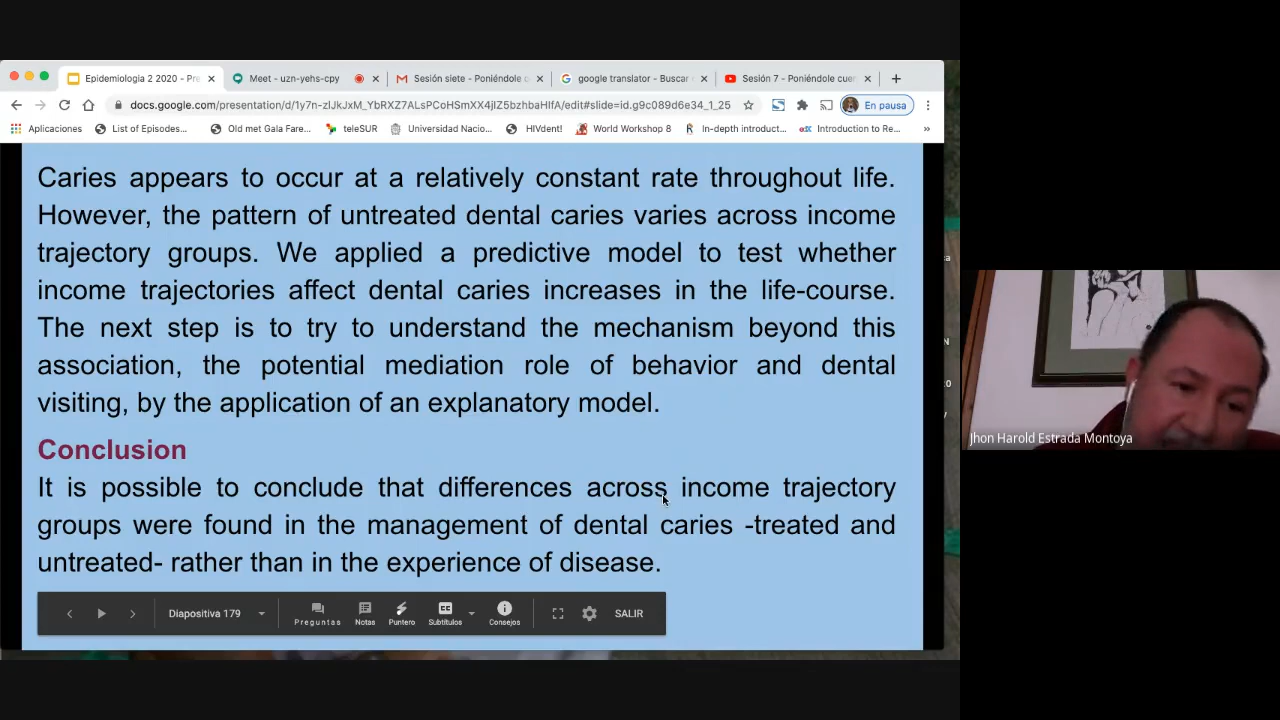 Epidemiologia 2 2020 - Pre
Meet - uzn-yehs-cpy
Sesión siete - Poniéndole c
google translator - Buscar
Sesión 7 - Poniéndole cue
docs.google.com/presentation/d/1y7n-zlJkJxM_YbRXZ7ALsPCoHSmXX4jIZ5bzhbaHlfA/edit#slide=id.g9c089d6e34_1_25
En pausa
Aplicaciones
List of Episodes...
Old met Gala Fare...
teleSUR
Universidad Nacio...
HIVdent!
World Workshop 8
In-depth introduct...
Introduction to Re...
»
Caries appears to occur at a relatively constant rate throughout life.
However, the pattern of untreated dental caries varies across income
trajectory groups. We applied a predictive model to test whether
income trajectories affect dental caries increases in the life-course.
The next step is to try to understand the mechanism beyond this
association, the potential mediation role of behavior and dental
visiting, by the application of an explanatory model.
Conclusion
It is possible to conclude that differences across income trajectory
groups were found in the management of dental caries -treated and
untreated- rather than in the experience of disease.
Diapositiva 179
Preguntas
Notas
Puntero
CC
Subtítulos
Consejos
SALIR
Jhon Harold Estrada Montoya